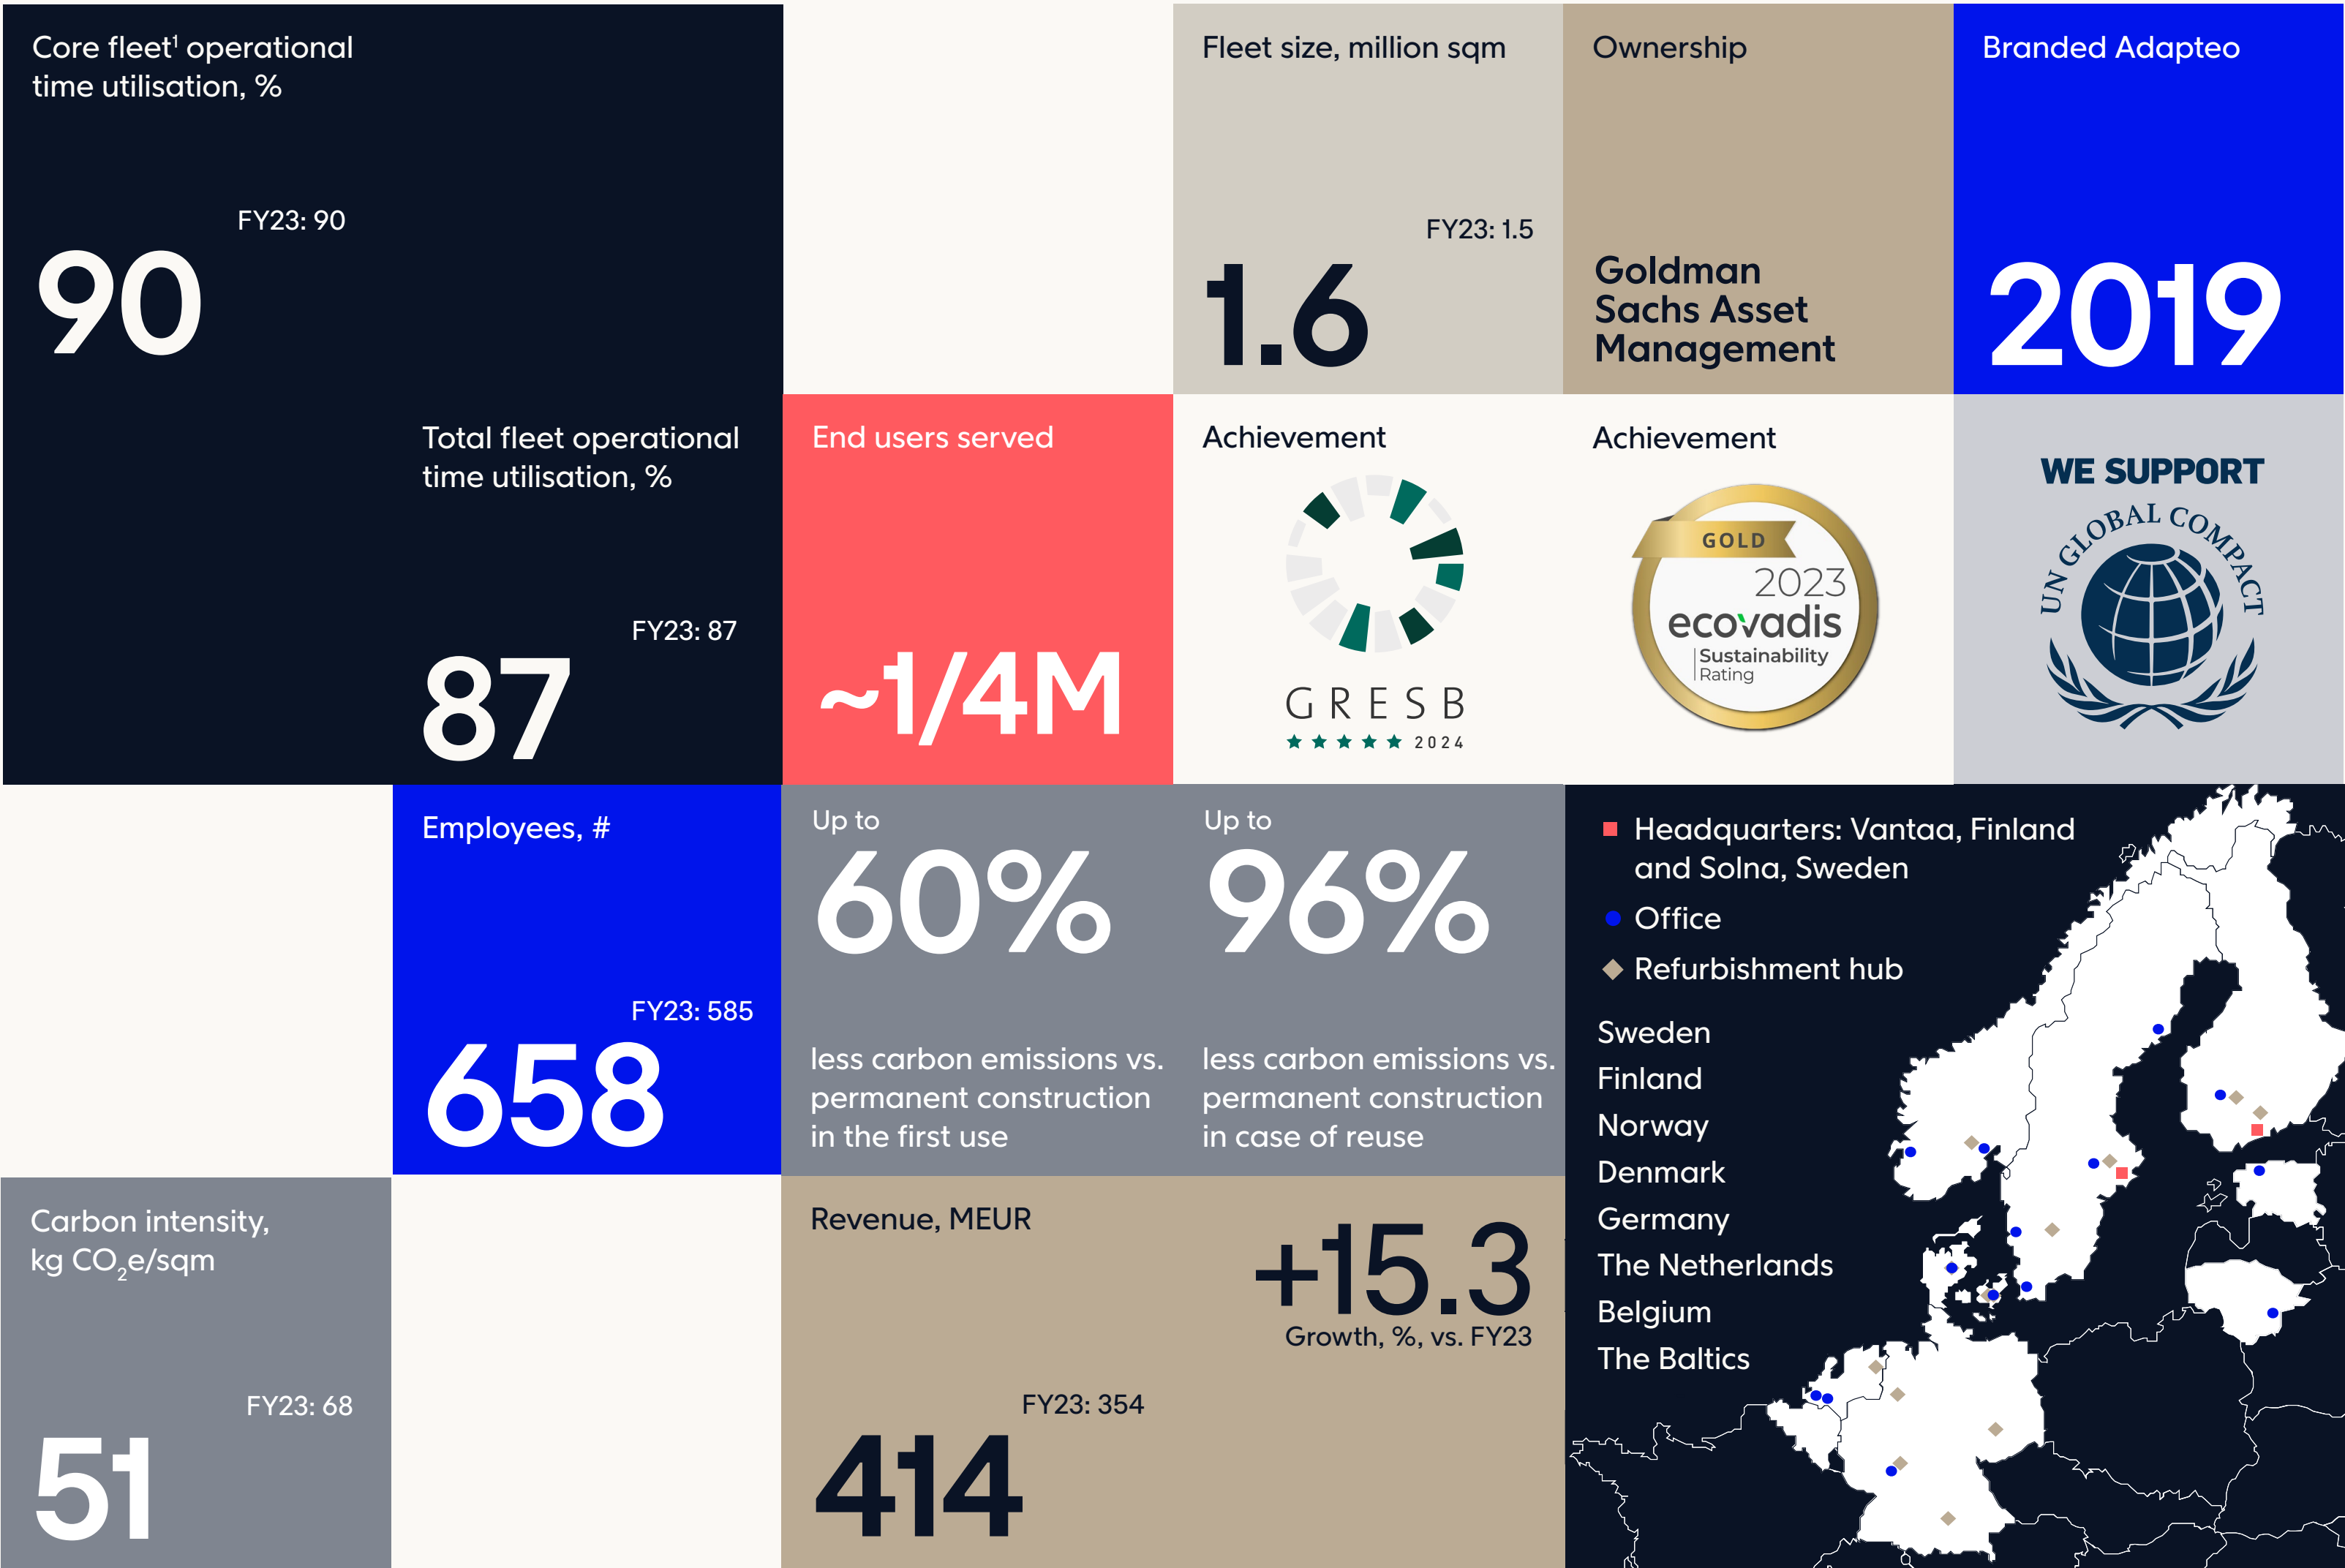 Core fleet¹ operational
time utilisation, %
FY23: 90
90
Total fleet operational
time utilisation, %
FY23: 87
87
Fleet size, million sqm
FY23: 1.5
1.6
Ownership
Goldman
Sachs Asset
Management
Branded Adapteo
2019
End users served
~1/4M
Achievement
GRESB
2024
Achievement
GOLD
2023
ecovadis
Sustainability
Rating
WE SUPPORT
UN GLOBAL COMPACT
Employees, #
FY23: 585
658
Up to
60%
less carbon emissions vs.
permanent construction
in the first use
Up to
96%
less carbon emissions vs.
permanent construction
in case of reuse
Headquarters: Vantaa, Finland
and Solna, Sweden
Office
Refurbishment hub
Sweden
Finland
Norway
Denmark
Germany
The Netherlands
Belgium
The Baltics
Carbon intensity,
kg CO₂e/sqm
FY23: 68
51
Revenue, MEUR
+15.3
Growth, %, vs. FY23
FY23: 354
414